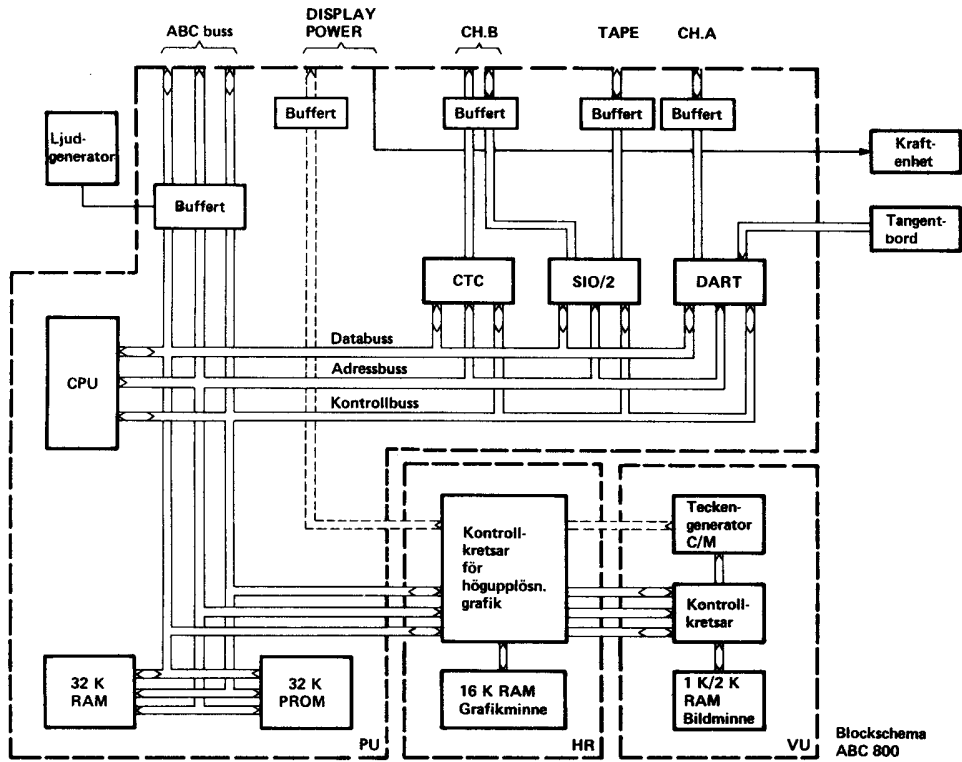 ABC buss
DISPLAY
POWER
CH.B
TAPE
CH.A
Ljud-
generator
Buffert
Buffert
Buffert
Buffert
Buffert
Kraft-
enhet
Tangent-
bord
CTC
SIO/2
DART
CPU
Databuss
Adressbuss
Kontrollbuss
Kontroll-
kretsar
för
högupplösn.
grafik
Tecken-
generator
C/M
Kontroll-
kretsar
32 K
RAM
32 K
PROM
16 K RAM
Grafikminne
1 K/2 K
RAM
Bildminne
PU
HR
VU
Blockschema
ABC 800